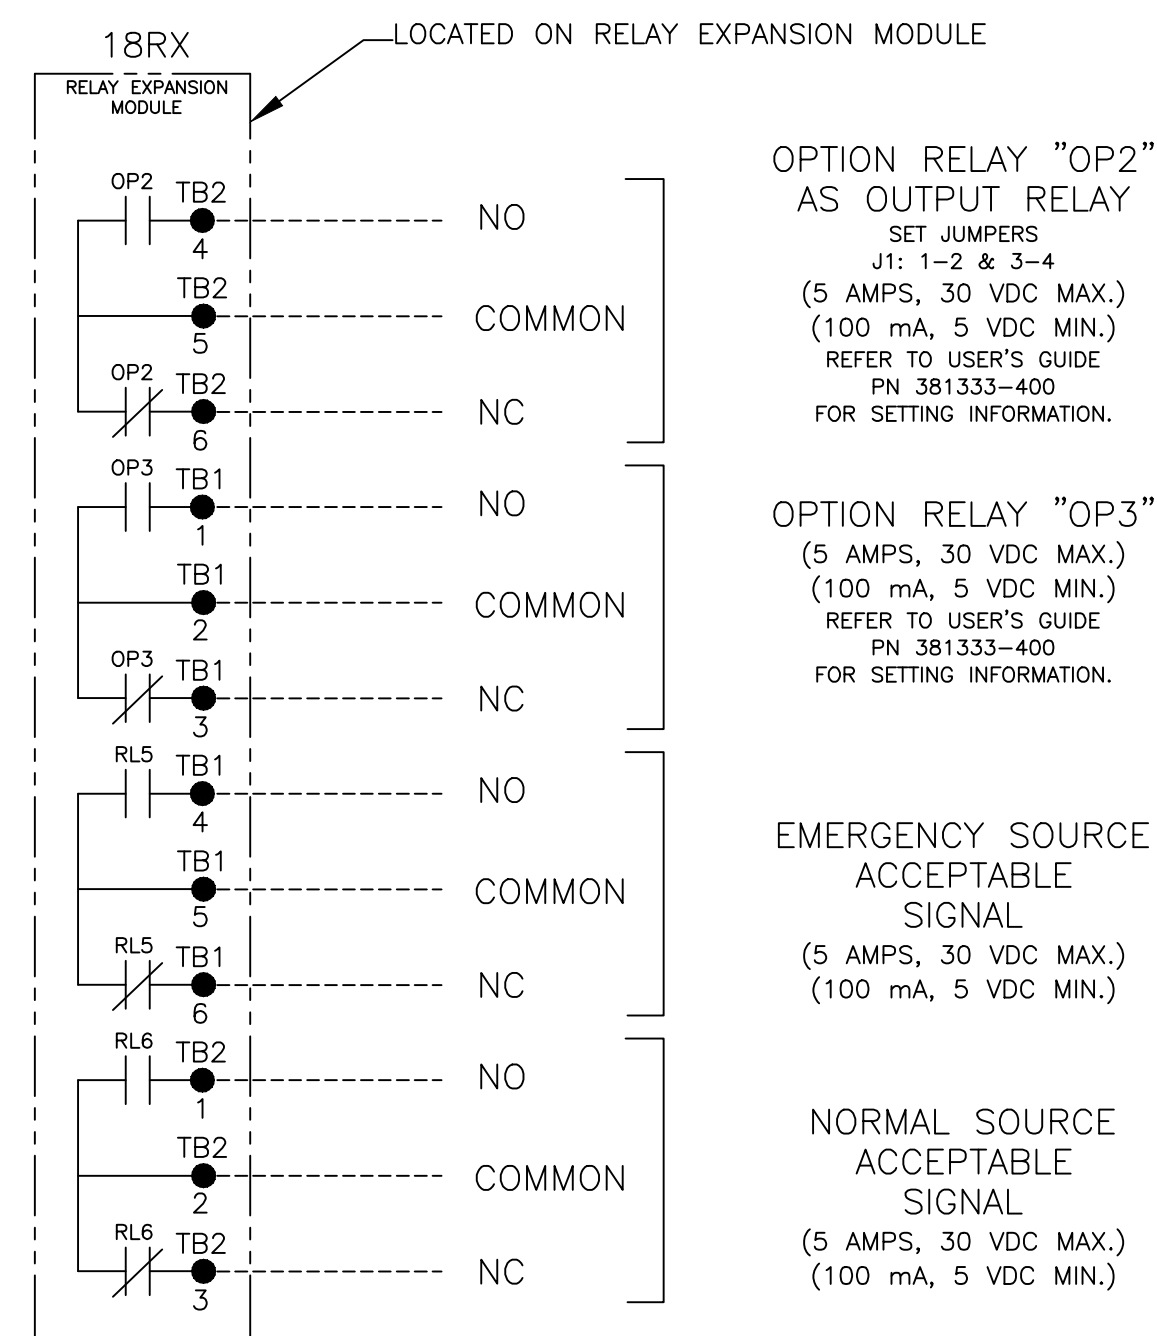 18RX
LOCATED ON RELAY EXPANSION MODULE
RELAY EXPANSION
MODULE
OP2 TB2
4
NO
TB2
5
COMMON
OP2 TB2
6
NC
OPTION RELAY "OP2"
AS OUTPUT RELAY
SET JUMPERS
J1: 1-2 & 3-4
(5 AMPS, 30 VDC MAX.)
(100 mA, 5 VDC MIN.)
REFER TO USER'S GUIDE
PN 381333-400
FOR SETTING INFORMATION.
OP3 TB1
1
NO
TB1
2
COMMON
OP3 TB1
3
NC
OPTION RELAY "OP3"
(5 AMPS, 30 VDC MAX.)
(100 mA, 5 VDC MIN.)
REFER TO USER'S GUIDE
PN 381333-400
FOR SETTING INFORMATION.
RL5 TB1
4
NO
TB1
5
COMMON
RL5 TB1
6
NC
EMERGENCY SOURCE
ACCEPTABLE
SIGNAL
(5 AMPS, 30 VDC MAX.)
(100 mA, 5 VDC MIN.)
RL6 TB2
1
NO
TB2
2
COMMON
RL6 TB2
3
NC
NORMAL SOURCE
ACCEPTABLE
SIGNAL
(5 AMPS, 30 VDC MAX.)
(100 mA, 5 VDC MIN.)